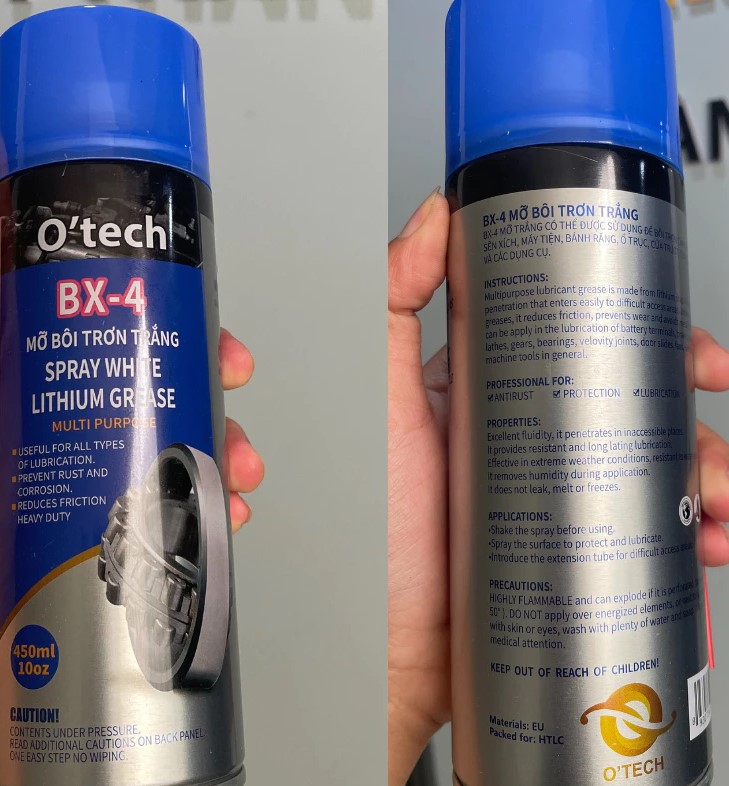 O'tech
BX-4
MỠ BÔI TRƠN TRẮNG
SPRAY WHITE
LITHIUM GREASE
MULTI PURPOSE
USEFUL FOR ALL TYPES
OF LUBRICATION.
PREVENT RUST AND
CORROSION.
REDUCES FRICTION
HEAVY DUTY
450ml
10oz
CAUTION!
CONTENTS UNDER PRESSURE.
READ ADDITIONAL CAUTIONS ON BACK PANEL.
ONE EASY STEP NO WIPING.
BX-4 MỠ BÔI TRƠN TRẮNG
BX-4 MỠ TRẮNG CÓ THỂ ĐƯỢC SỬ DỤNG ĐỂ BÔI
SÊN XÍCH, MÁY TIỆN, BÁNH RĂNG, Ổ TRỤC, CỬA
VÀ CÁC DỤNG CỤ.
INSTRUCTIONS:
Multipurpose lubricant grease is made from
penetration that enters easily to difficult access
greases, it reduces friction, prevents wear and
can be apply in the lubrication of battery
lathes, gears, bearings, velovity joints, door slides,
machine tools in general.
PROFESSIONAL FOR:
ANTIRUST PROTECTION LUBRICATION
PROPERTIES:
Excellent fluidity, it penetrates in inaccessible places.
It provides resistant and long lating lubrication.
Effective in extreme weather conditions,
It removes humidity during application.
It does not leak, melt or freezes.
APPLICATIONS:
•Shake the spray before using.
•Spray the surface to protect and lubricate.
•Introduce the extension tube for difficult access
PRECAUTIONS:
HIGHLY FLAMMABLE and can explode if it is
50° ). DO NOT apply over energized elements,
with skin or eyes, wash with plenty of water and
medical attention.
KEEP OUT OF REACH OF CHILDREN!
Materials: EU
Packed for: HTLC
O'TECH